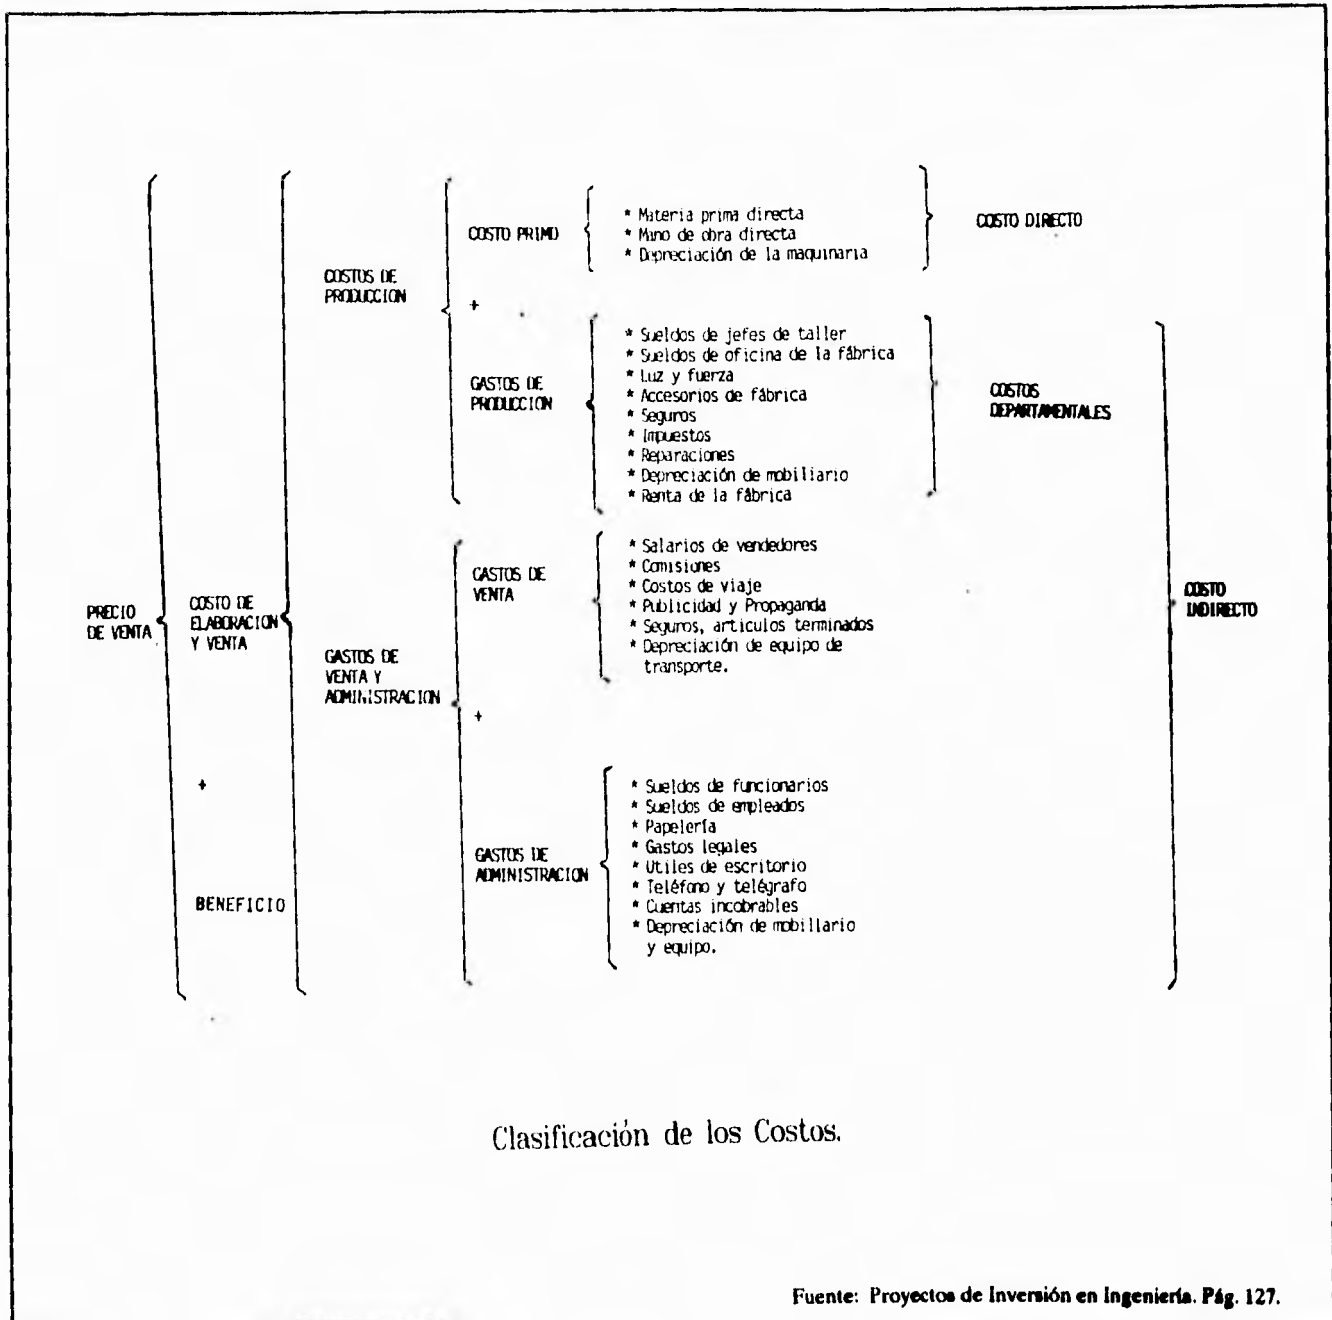 COSTO PRIMO
* Materia prima directa
* Mano de obra directa
* Depreciación de la maquinaria
COSTO DIRECTO
COSTOS DE
PRODUCCION
+
GASTOS DE
PRODUCCION
* Sueldos de jefes de taller
* Sueldos de oficina de la fábrica
* Luz y fuerza
* Accesorios de fábrica
* Seguros
* Impuestos
* Reparaciones
* Depreciación de mobiliario
* Renta de la fábrica
COSTOS
DEPARTAMENTALES
GASTOS DE
VENTA
* Salarios de vendedores
* Comisiones
* Costos de viaje
* Publicidad y Propaganda
* Seguros, artículos terminados
* Depreciación de equipo de
transporte.
PRECIO
DE VENTA
COSTO DE
ELABORACION
Y VENTA
GASTOS DE
VENTA Y
ADMINISTRACION
COSTO
INDIRECTO
+
+
BENEFICIO
GASTOS DE
ADMINISTRACION
* Sueldos de funcionarios
* Sueldos de empleados
* Papelería
* Gastos legales
* Utiles de escritorio
* Teléfono y telégrafo
* Cuentas incobrables
* Depreciación de mobillario
y equipo.
Clasificación de los Costos.
Fuente: Proyectos de Inversión en Ingeniería. Pág. 127.